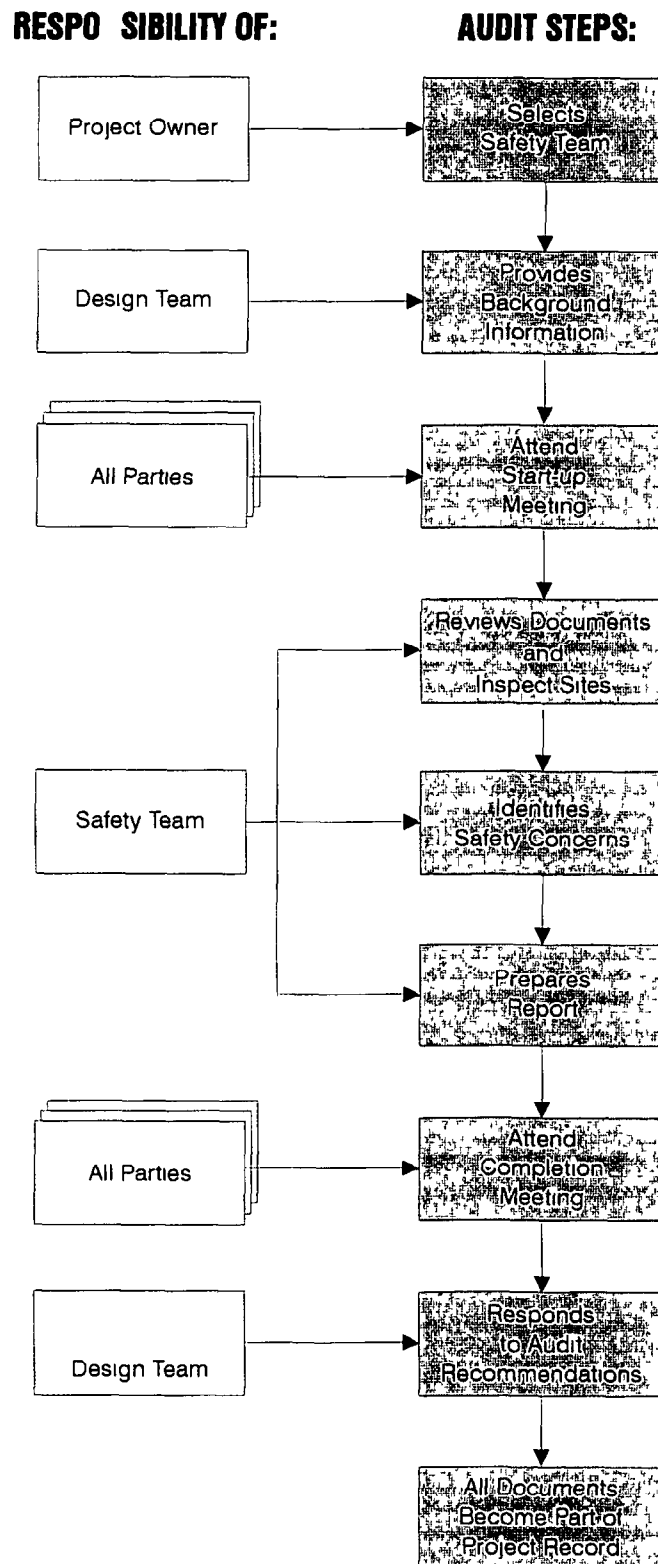 RESPO SIBILITY OF:
AUDIT STEPS:
Project Owner
Selects
Safety Team
Design Team
Provides
Background
Information
All Parties
Attend
Start-up
Meeting
Reviews Documents
and
Inspect Sites
Safety Team
Identifies
Safety Concerns
Prepares
Report
All Parties
Attend
Completion
Meeting
Design Team
Responds
to Audit
Recommendations
All Documents
Become Part of
Project Record